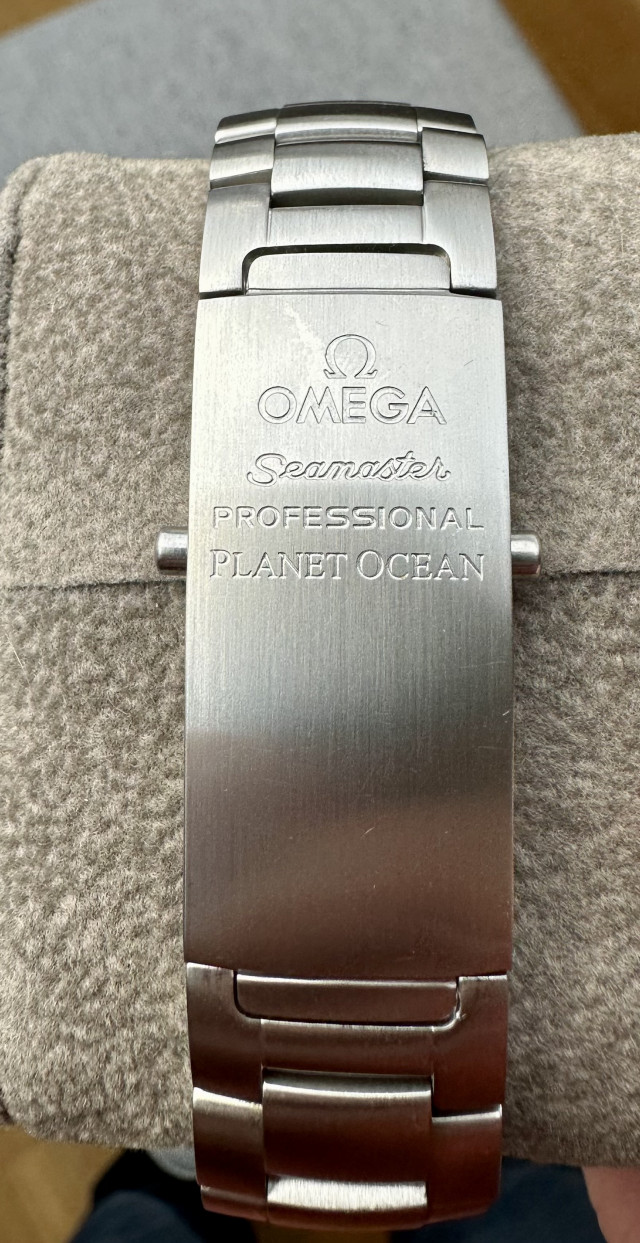 Ω
OMEGA
Seamaster
PROFESSIONAL
PLANET OCEAN